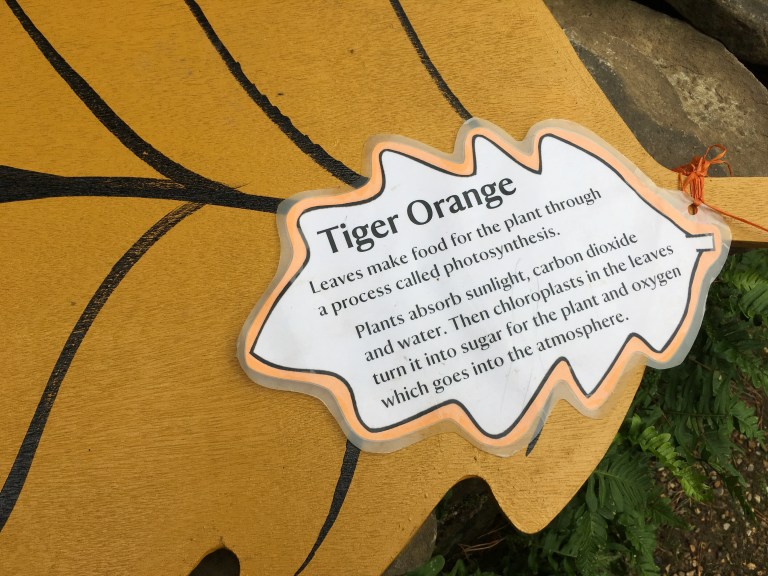 Tiger Orange
Leaves make food for the plant through
a process called photosynthesis.
Plants absorb sunlight, carbon dioxide
and water. Then chloroplasts in the leaves
turn it into sugar for the plant and oxygen
which goes into the atmosphere.